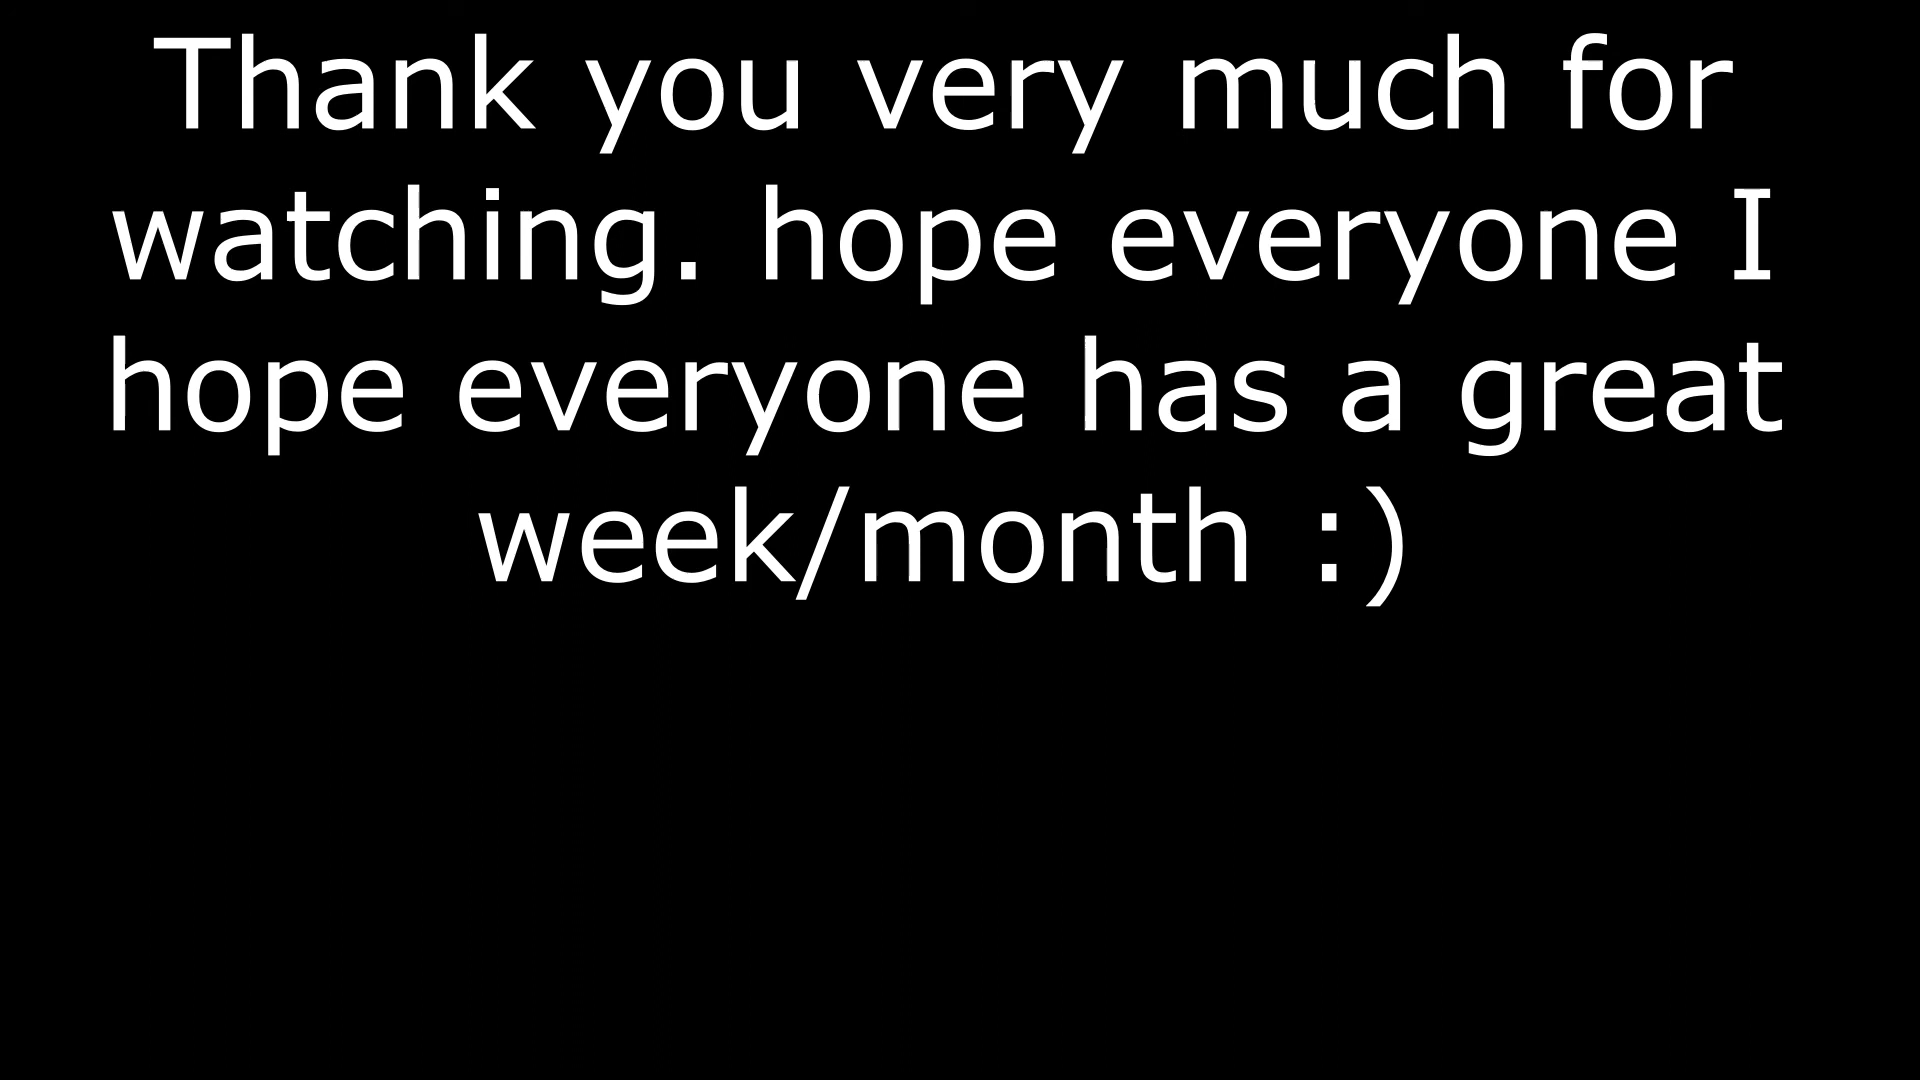 Thank you very much for
watching. hope everyone I
hope everyone has a great
week/month :)